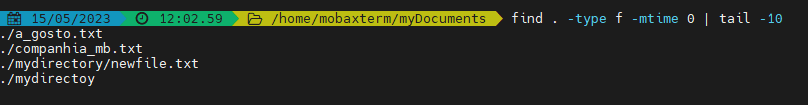 15/05/2023 12:02.59 /home/mobaxterm/myDocuments find . -type f -mtime 0 | tail -10
./a_gosto.txt
./companhia_mb.txt
./mydirectory/newfile.txt
./mydirectoy